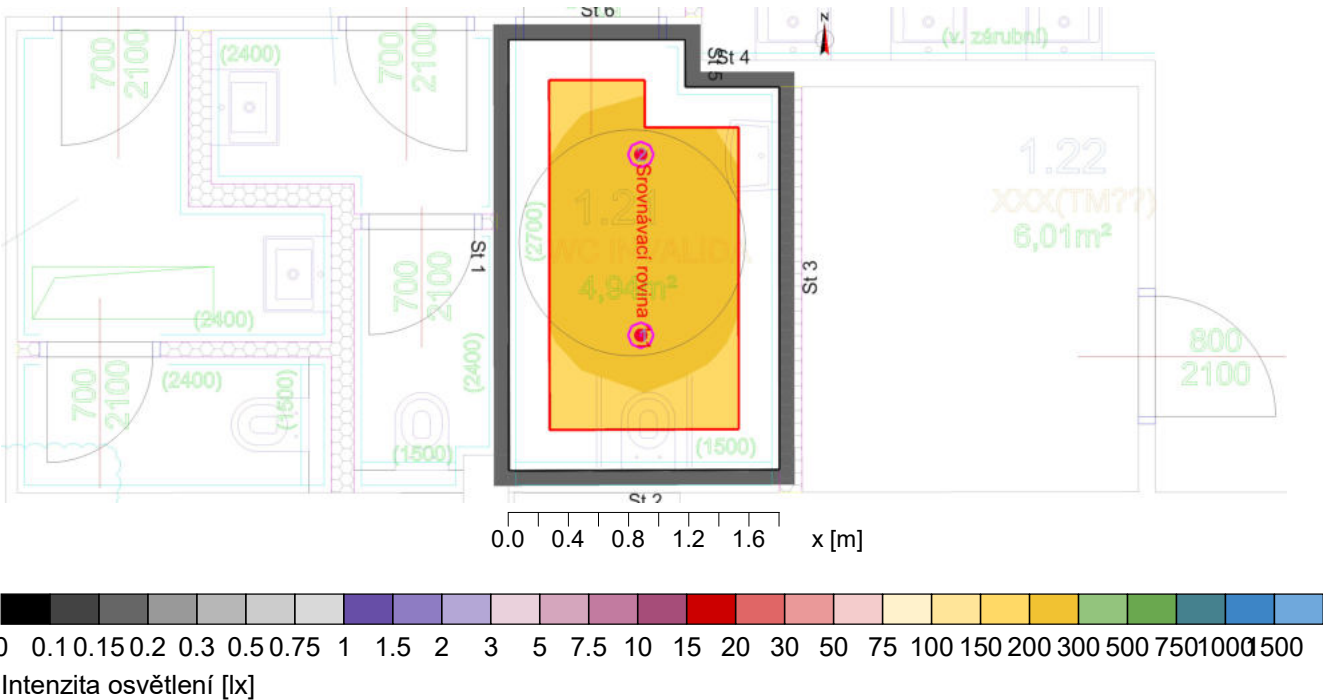 St 6
z
700
2100
(2400)
700
2100
(v. zárubní)
St 4
St 5
1.22
XXX(TM??)
6,01m²
Srovnávací rovina
(2700)
WC INVALIDA
4,94m²
St 1
St 3
700
2100
(2400)
(2400)
800
2100
700
2100
(2400)
(1500)
(1500)
(1500)
St 2
0.0 0.4 0.8 1.2 1.6 x [m]
0 0.1 0.15 0.2 0.3 0.5 0.75 1 1.5 2 3 5 7.5 10 15 20 30 50 75 100 150 200 300 500 750 1000 1500
Intenzita osvětlení [lx]